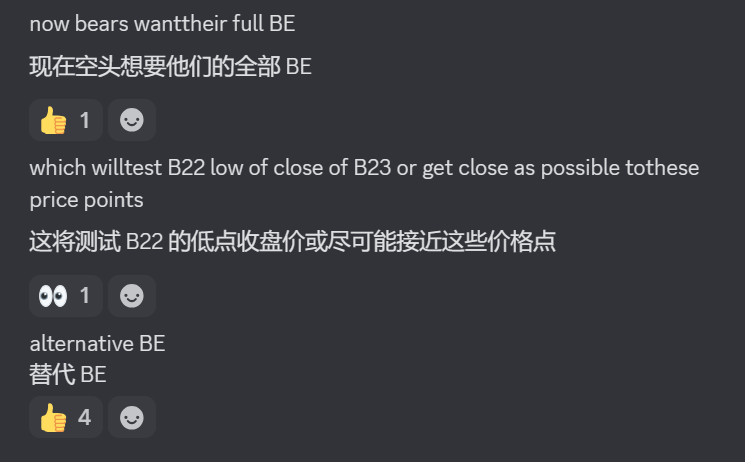 now bears wanttheir full BE
现在空头想要他们的全部 BE
👍 1
which willtest B22 low of close of B23 or get close as possible tothese
price points
这将测试 B22 的低点收盘价或尽可能接近这些价格点
👀 1
alternative BE
替代 BE
👍 4